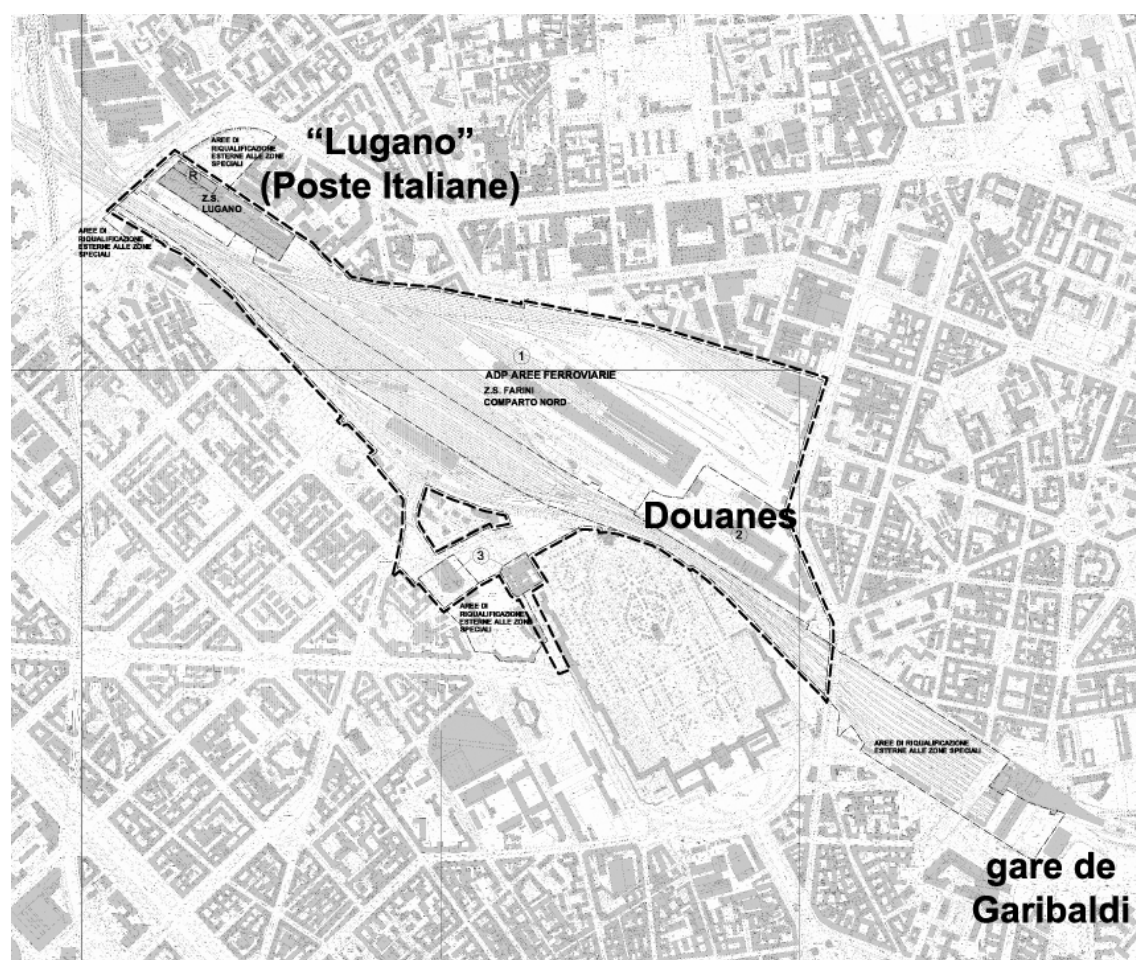 “Lugano”
(Poste Italiane)
AREE DI
RIQUALIFICAZIONE
ESTERNE ALLE ZONE
SPECIALI
R
Z.S.
LUGANO
AREE DI
RIQUALIFICAZIONE
ESTERNE ALLE ZONE
SPECIALI
1
ADP AREE FERROVIARIE
Z.S. FARINI
COMPARTO NORD
Douanes
2
3
AREE DI
RIQUALIFICAZIONE
ESTERNE ALLE ZONE
SPECIALI
AREE DI RIQUALIFICAZIONE
ESTERNE ALLE ZONE SPECIALI
gare de
Garibaldi